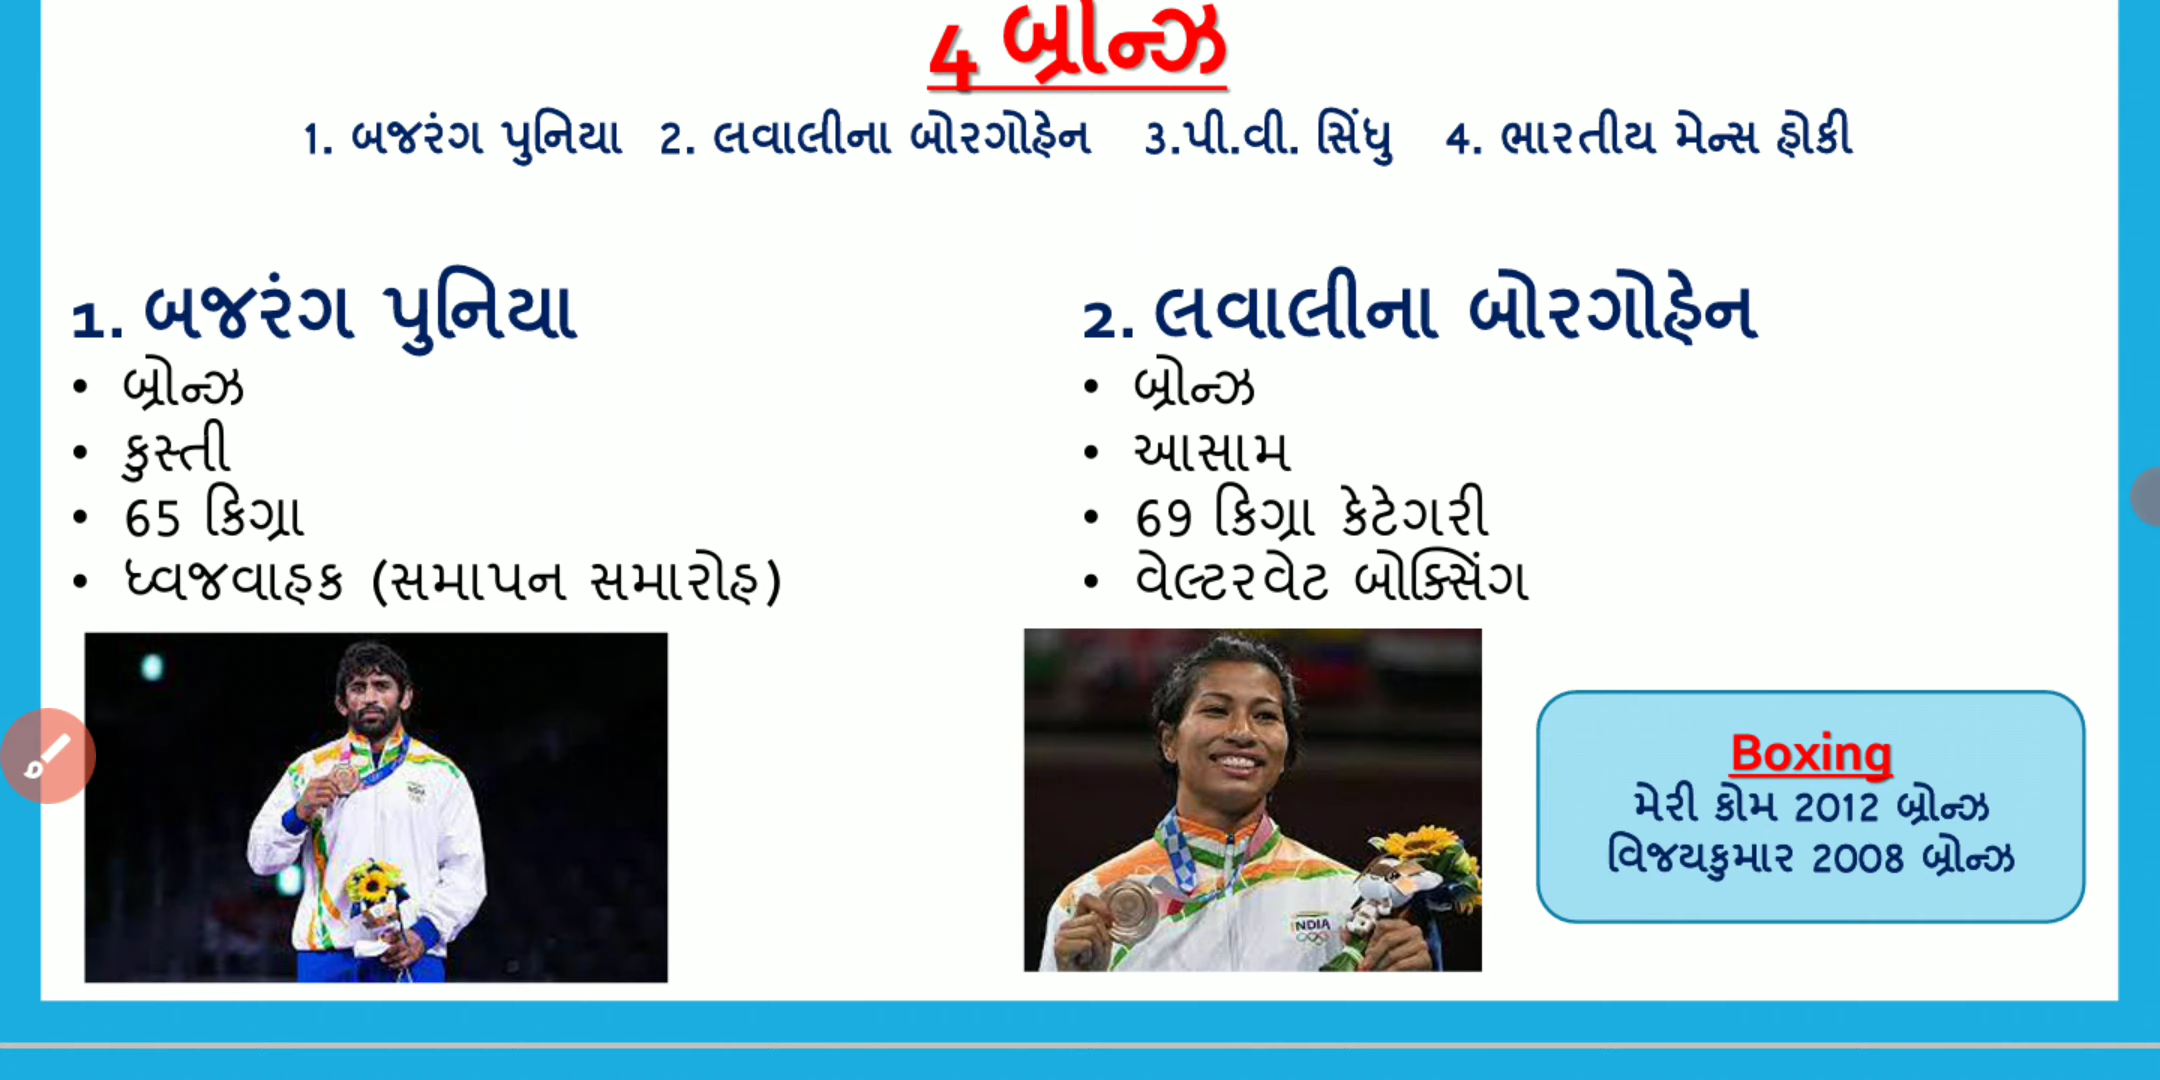 4 બ્રોન્ઝ
1. બજરંગ પુનિયા 2. લવાલીના બોરગોહેન 3.પી.વી. સિંધુ 4. ભારતીય મેન્સ હોકી
1. બજરંગ પુનિયા
• બ્રોન્ઝ
• કુસ્તી
• 65 કિગ્રા
• ધ્વજવાહક (સમાપન સમારોહ)
2. લવાલીના બોરગોહેન
• બ્રોન્ઝ
• આસામ
• 69 કિગ્રા કેટેગરી
• વેલ્ટરવેટ બોક્સિંગ
INDIA
Boxing
મેરી કોમ 2012 બ્રોન્ઝ
વિજયકુમાર 2008 બ્રોન્ઝ